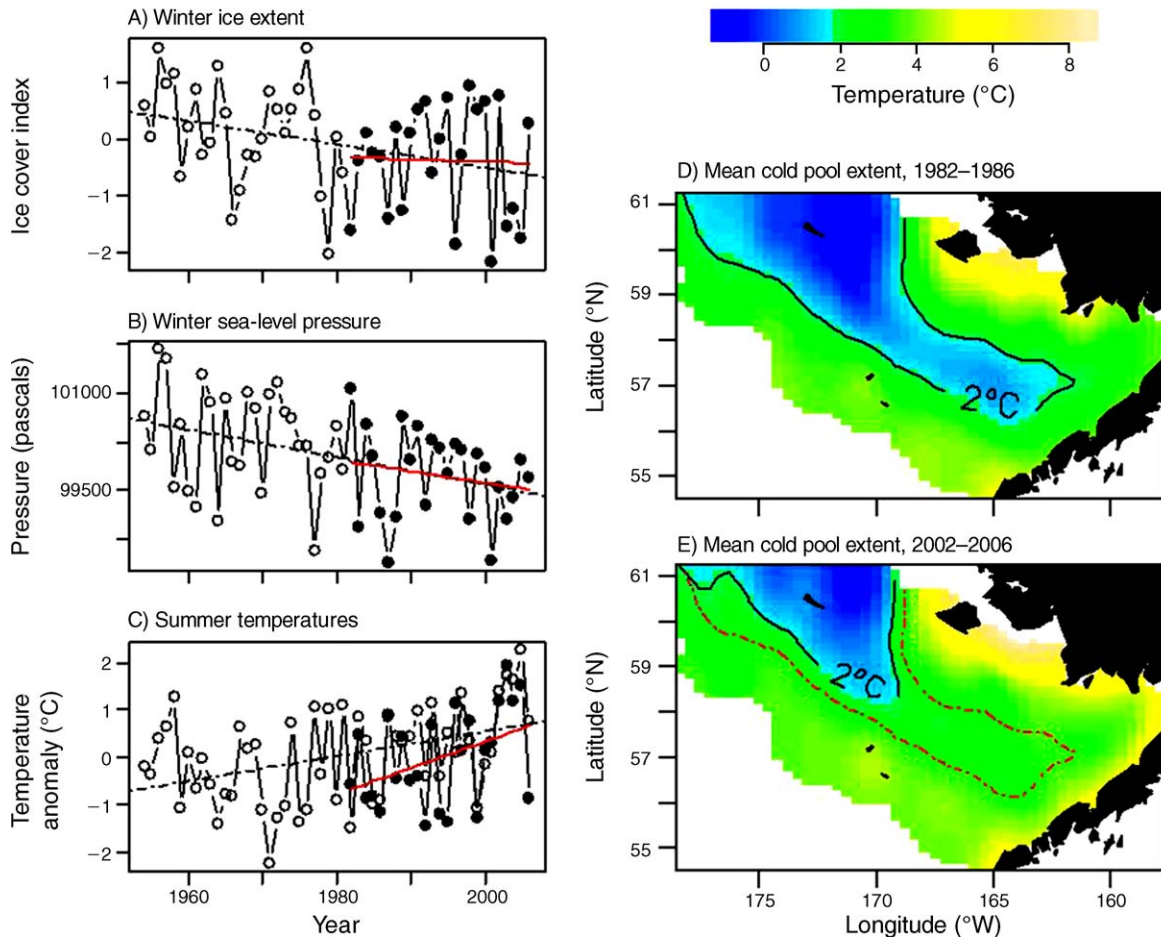 A) Winter ice extent
Ice cover index
1
0
−1
−2
B) Winter sea-level pressure
Pressure (pascals)
101000
99500
C) Summer temperatures
Temperature
anomaly (°C)
2
1
0
−1
−2
1960
1980
2000
Year
0
2
4
6
8
Temperature (°C)
D) Mean cold pool extent, 1982–1986
Latitude (°N)
61
59
57
55
2°C
E) Mean cold pool extent, 2002–2006
Latitude (°N)
61
59
57
55
2°C
175
170
165
160
Longitude (°W)